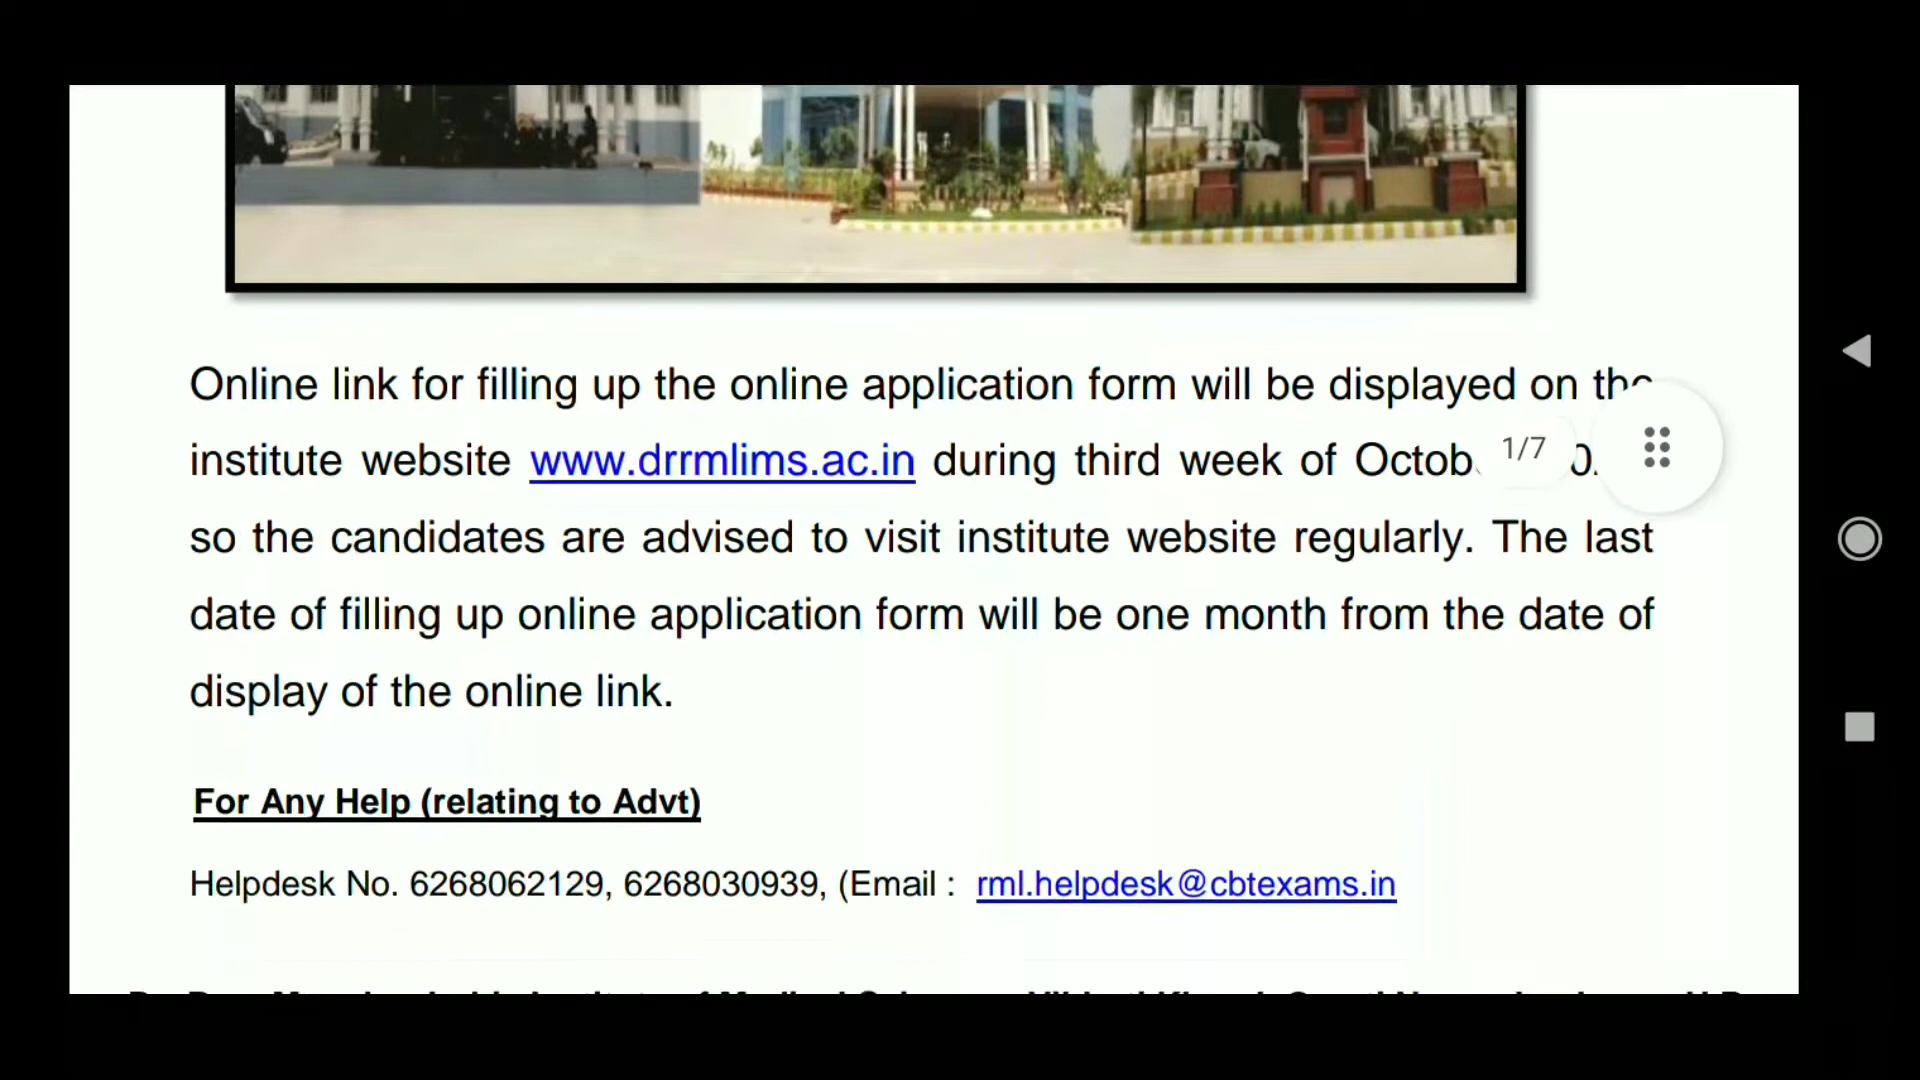 Online link for filling up the online application form will be displayed on the
institute website www.drrmlims.ac.in during third week of
1/7
so the candidates are advised to visit institute website regularly. The last
date of filling up online application form will be one month from the date of
display of the online link.
For Any Help (relating to Advt)
Helpdesk No. 6268062129, 6268030939, (Email : rml.helpdesk@cbtexams.in